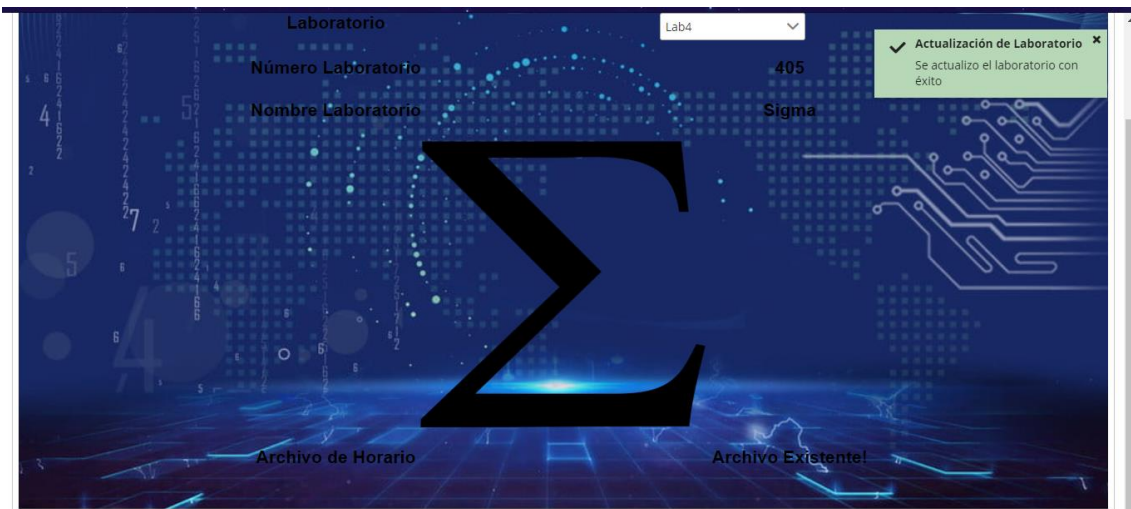 Laboratorio
Lab4
Actualización de Laboratorio ×
Se actualizo el laboratorio con
éxito
Número Laboratorio 405
Nombre Laboratorio Sigma
Σ
Archivo de Horario Archivo Existente!